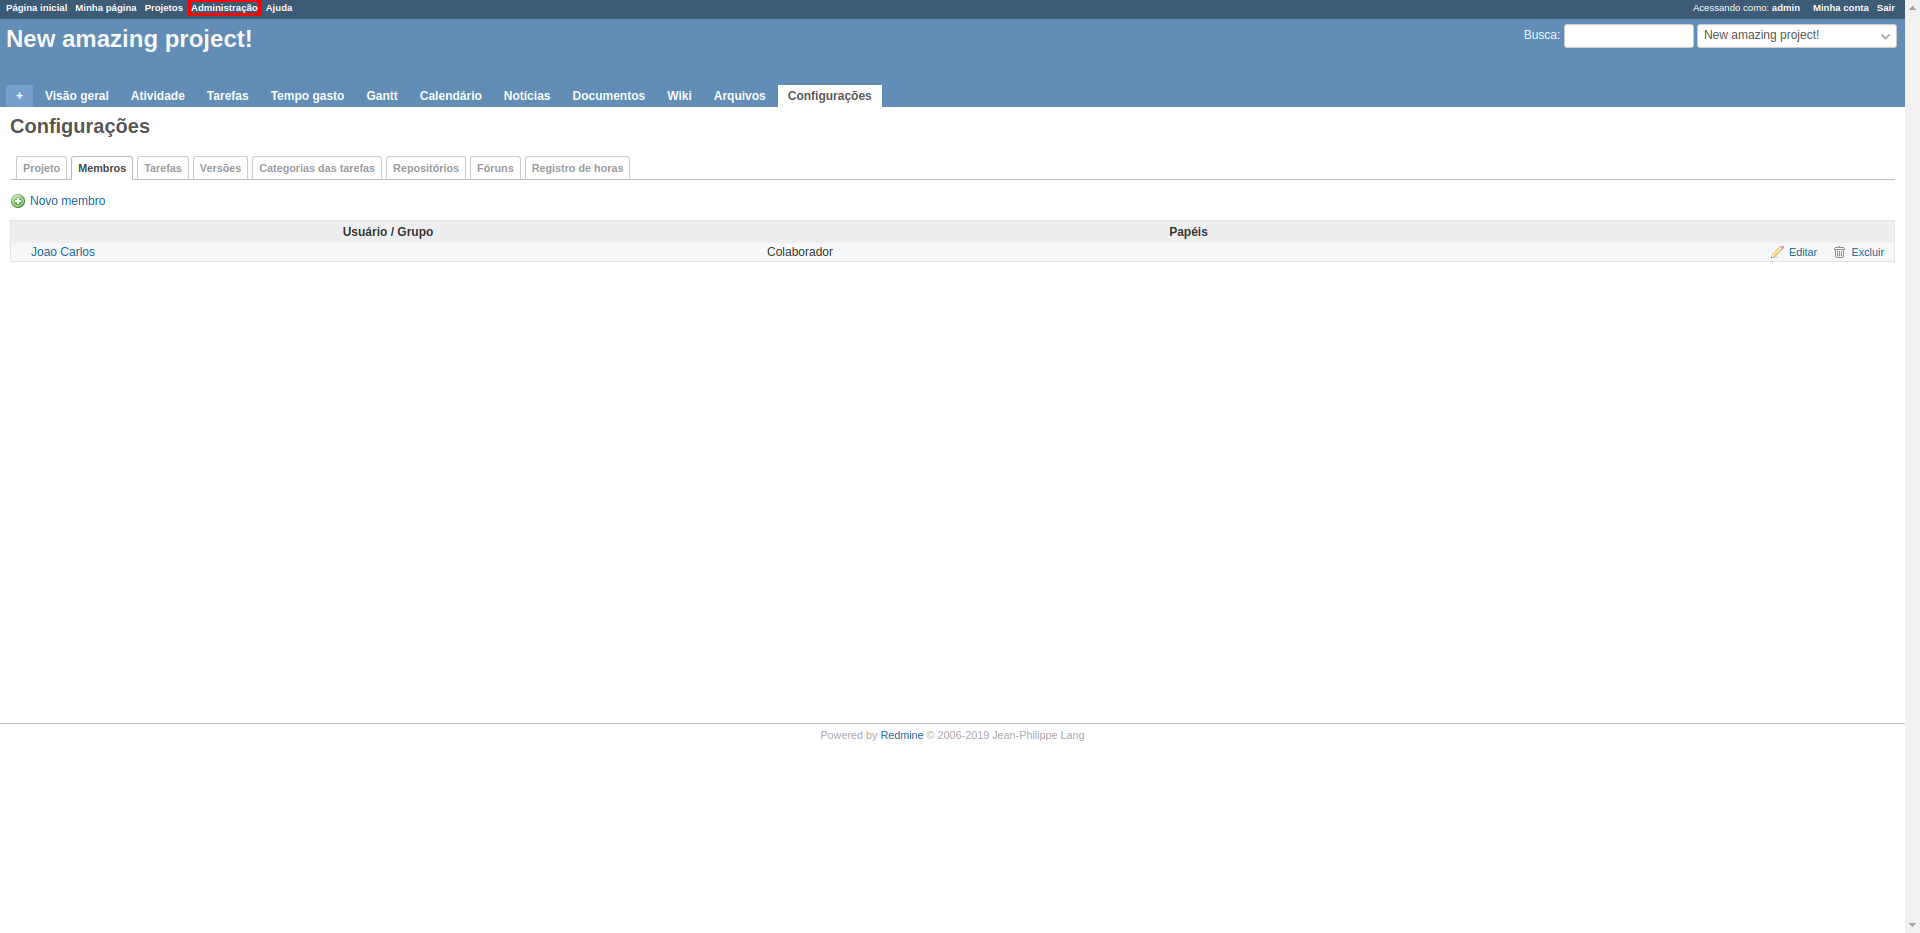 Página inicial Minha página Projetos Administração Ajuda Acessando como: admin Minha conta Sair
New amazing project! Busca: New amazing project!
+ Visão geral Atividade Tarefas Tempo gasto Gantt Calendário Notícias Documentos Wiki Arquivos Configurações
Configurações
Projeto Membros Tarefas Versões Categorias das tarefas Repositórios Fóruns Registro de horas
Novo membro
Usuário / Grupo Papéis
Joao Carlos Colaborador Editar Excluir
Powered by Redmine © 2006-2019 Jean-Philippe Lang